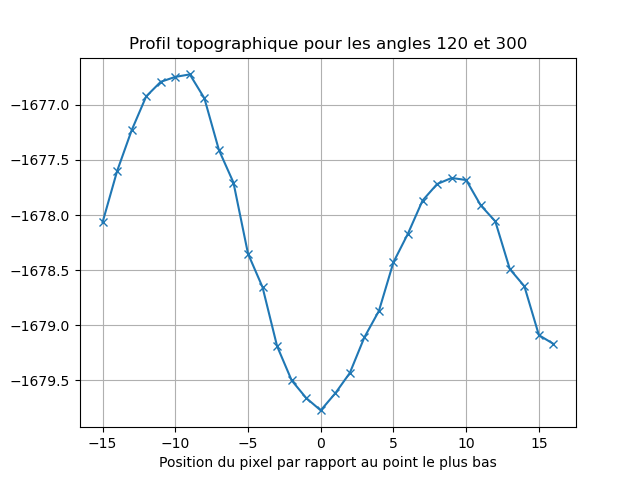 Profil topographique pour les angles 120 et 300
−1677.0
−1677.5
−1678.0
−1678.5
−1679.0
−1679.5
−15 −10 −5 0 5 10 15
Position du pixel par rapport au point le plus bas